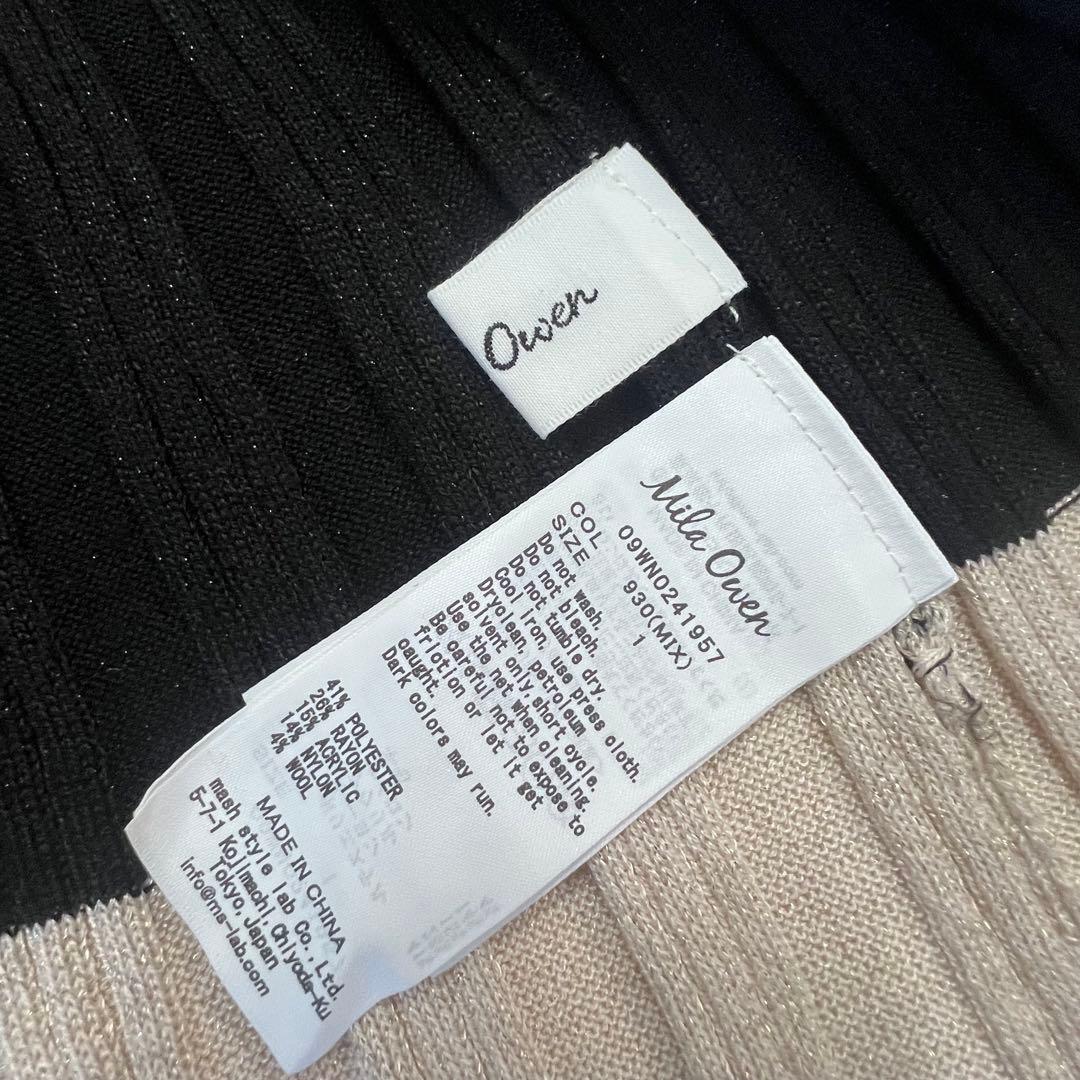 Owen
Mila Owen
09WN0241957
COL 930(MIX)
SIZE 1
Do not wash.
Do not bleach.
Do not tumble dry.
Cool iron, use press cloth.
Dryclean, petroleum
solvent only,short cycle.
Use the net when cleaning.
Be careful not to expose to
friction or let it get
caught.
Dark colors may run.
41% POLYESTER
26% RAYON
15% ACRYLIC
14% NYLON
4% WOOL
MADE IN CHINA
mash style lab Co.,Ltd.
5-7-1 Kojimachi,Chiyoda-Ku
Tokyo,Japan
info@ms-lab.com